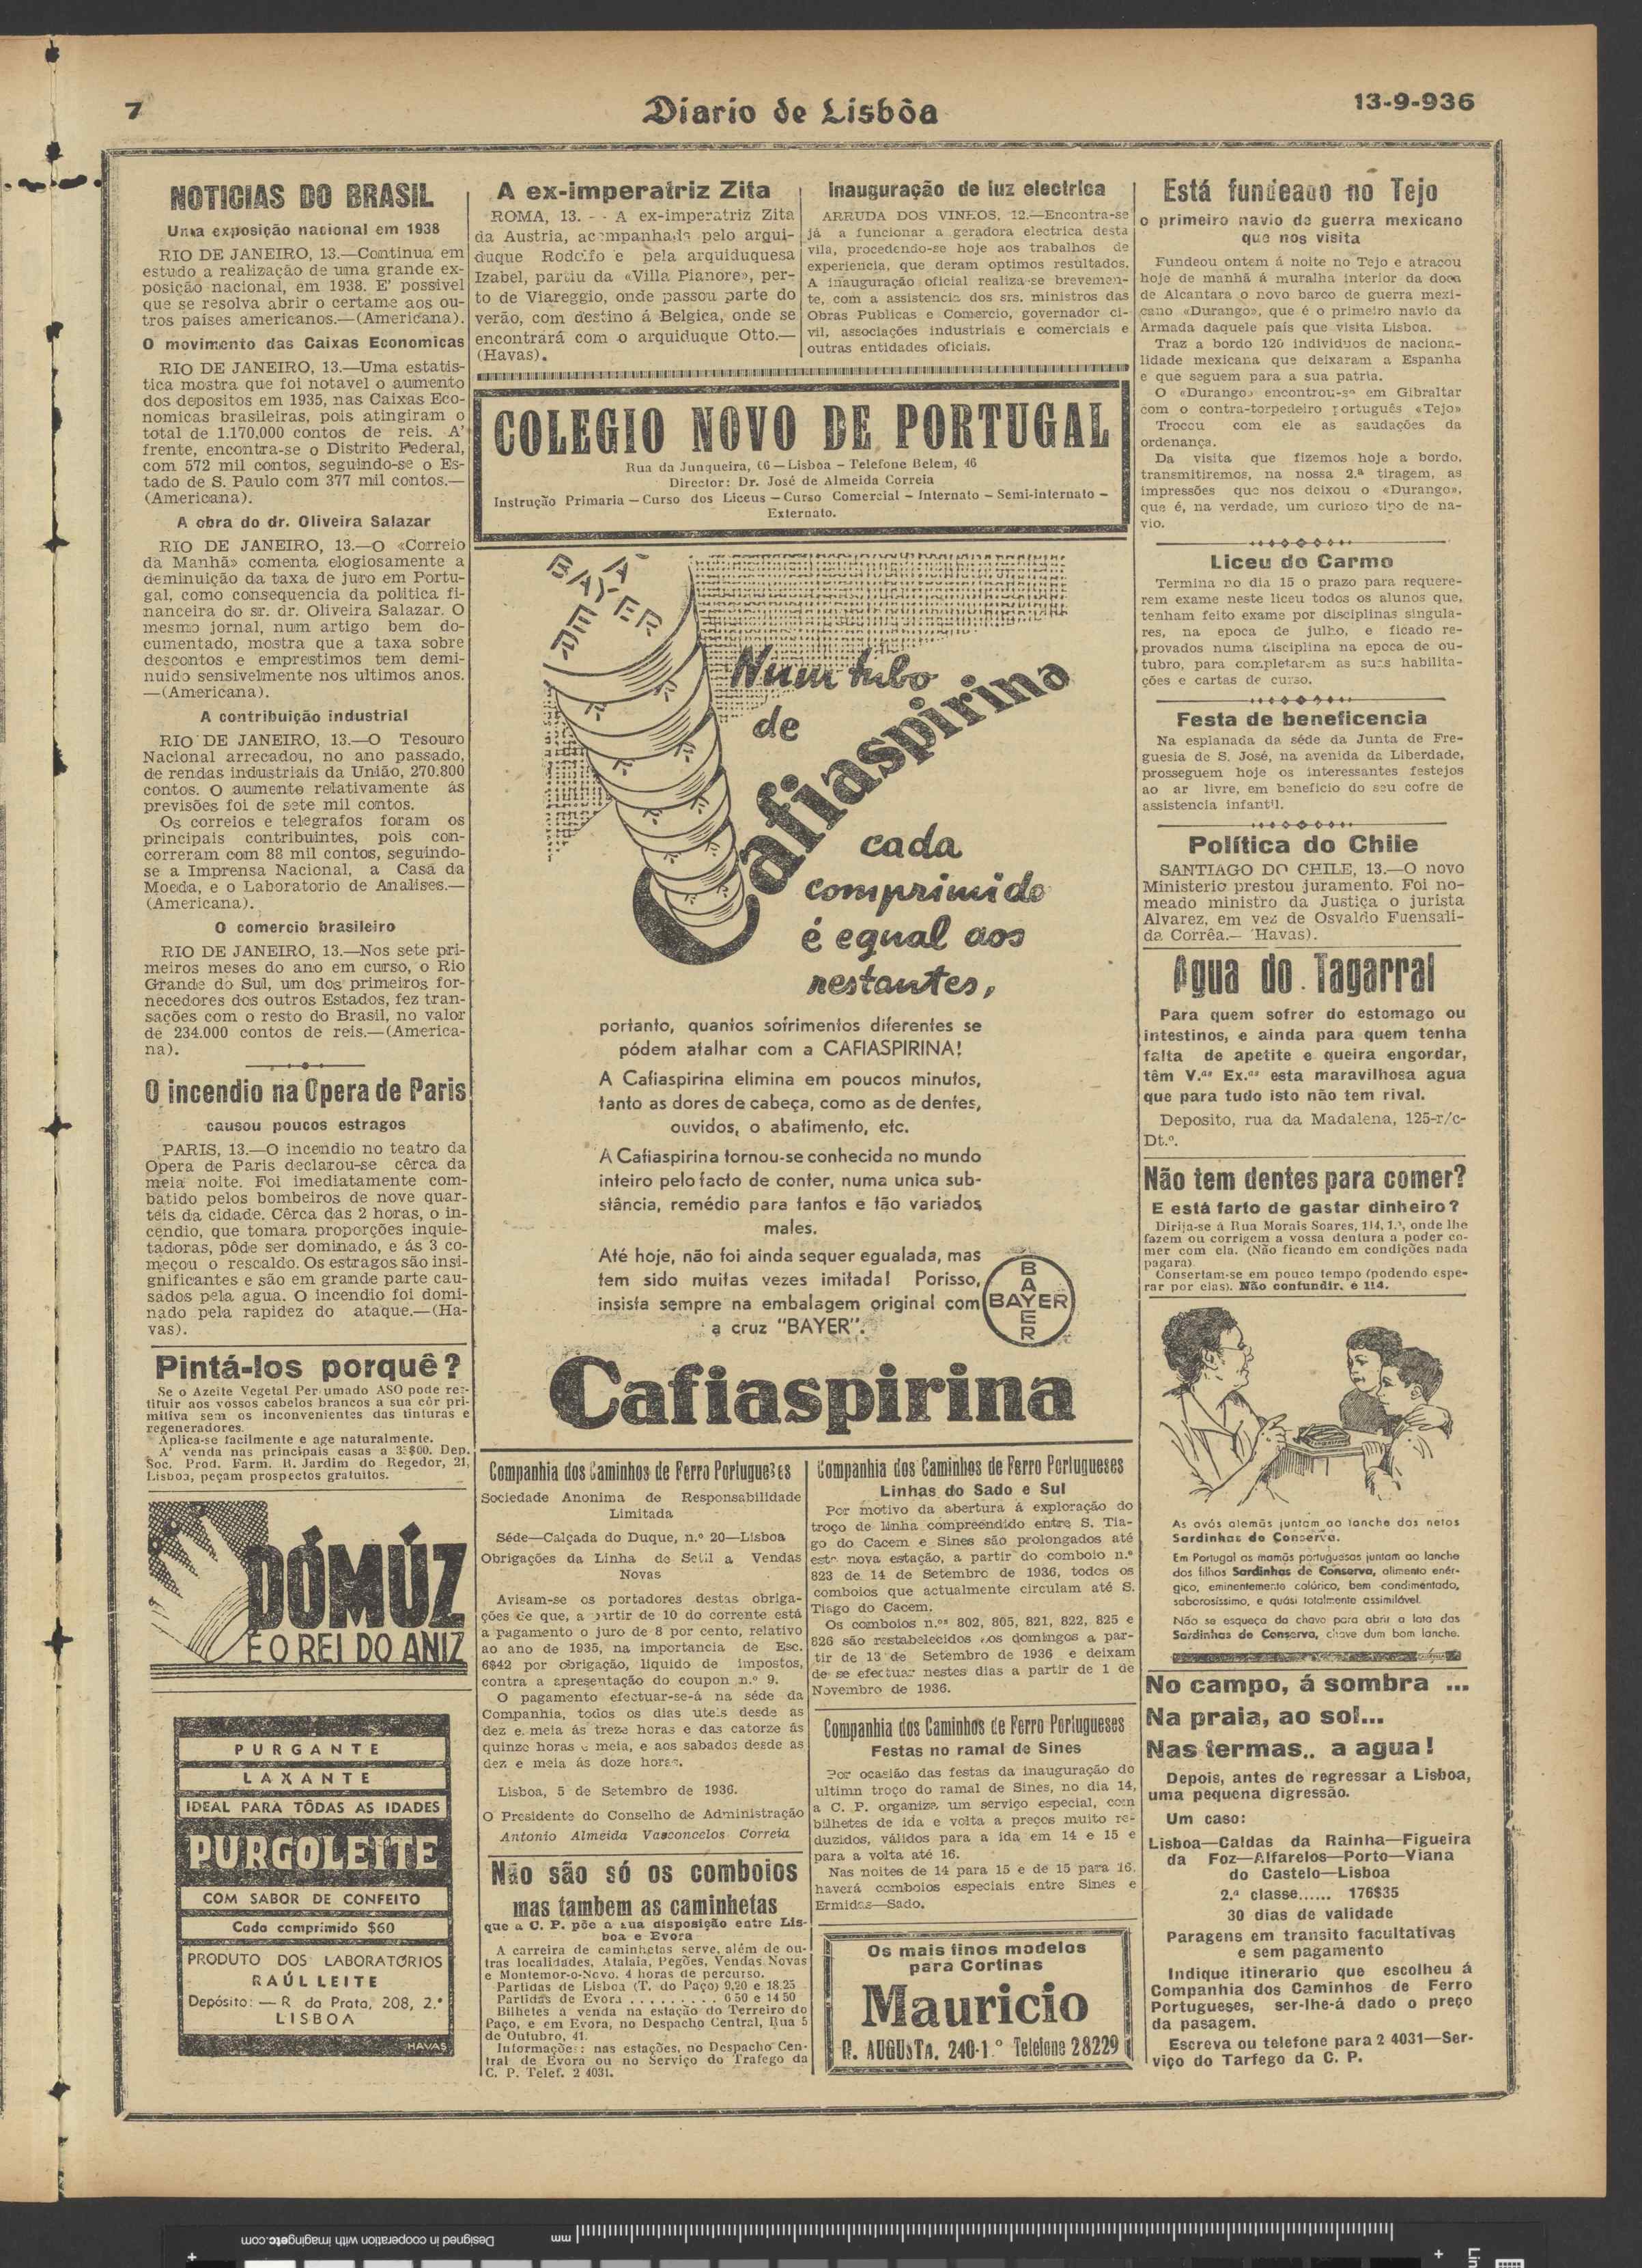 7
Diario de Lisbôa
13-9-936
NOTICIAS DO BRASIL
Uma exposição nacional em 1938
RIO DE JANEIRO, 13.—Continua em
estudo a realização de uma grande ex-
posição nacional, em 1938. E' possivel
que se resolva abrir o certame aos ou-
tros paises americanos.—(Americana).
O movimento das Caixas Economicas
RIO DE JANEIRO, 13.—Uma estatis-
tica mostra que foi notavel o aumento
dos depositos em 1935, nas Caixas Eco-
nomicas brasileiras, pois atingiram o
total de 1.170.000 contos de reis. A'
frente, encontra-se o Distrito Federal,
com 572 mil contos, seguindo-se o Es-
tado de S. Paulo com 377 mil contos.—
(Americana).
A obra do dr. Oliveira Salazar
RIO DE JANEIRO, 13.—O «Correio
da Manhã» comenta elogiosamente a
deminuição da taxa de juro em Portu-
gal, como consequencia da politica fi-
nanceira do sr. dr. Oliveira Salazar. O
mesmo jornal, num artigo bem do-
cumentado, mostra que a taxa sobre
descontos e emprestimos tem demi-
nuido sensivelmente nos ultimos anos.
—(Americana).
A contribuição industrial
RIO DE JANEIRO, 13.—O Tesouro
Nacional arrecadou, no ano passado,
de rendas industriais da União, 270.800
contos. O aumento relativamente ás
previsões foi de sete mil contos.
Os correios e telegrafos foram os
principais contribuintes, pois con-
correram com 88 mil contos, seguindo-
se a Imprensa Nacional, a Casa da
Moeda, e o Laboratorio de Analises.—
(Americana).
O comercio brasileiro
RIO DE JANEIRO, 13.—Nos sete pri-
meiros meses do ano em curso, o Rio
Grande do Sul, um dos primeiros for-
necedores dos outros Estados, fez tran-
sações com o resto do Brasil, no valor
de 234.000 contos de reis.—(America-
na).
O incendio na Opera de Paris
causou poucos estragos
PARIS, 13.—O incendio no teatro da
Opera de Paris declarou-se cêrca da
meia noite. Foi imediatamente com-
batido pelos bombeiros de nove quar-
teis da cidade. Cêrca das 2 horas, o in-
cendio, que tomara proporções inquie-
tadoras, pôde ser dominado, e ás 3 co-
meçou o rescaldo. Os estragos são insi-
gnificantes e são em grande parte cau-
sados pela agua. O incendio foi domi-
nado pela rapidez do ataque.—(Ha-
vas).
Pintá-los porquê?
Se o Azeite Vegetal Perfumado ASO pode res-
tituir aos vossos cabelos brancos a sua côr pri-
mitiva sem os inconvenientes das tinturas e
regeneradores.
Aplica-se facilmente e age naturalmente.
A' venda nas principais casas a Dep.
Soc. Prod. Farm. R. Jardim do Regedor, 21,
Lisboa, peçam prospectos gratuitos.
DÓMÚZ
É O REI DO ANIZ
PURGANTE
LAXANTE
IDEAL PARA TÔDAS AS IDADES
PURGOLEITE
COM SABOR DE CONFEITO
Cada comprimido $60
PRODUTO DOS LABORATÓRIOS
RAÚL LEITE
Depósito: — R da Prata, 208, 2.º
LISBOA
HAVAS
A ex-imperatriz Zita
ROMA, 13. -- A ex-imperatriz Zita
da Austria, acompanhada pelo arqui-
duque Rodolfo e pela arquiduquesa
Izabel, partiu da «Villa Pianore», per-
to de Viareggio, onde passou parte do
verão, com destino á Belgica, onde se
encontrará com o arquiduque Otto.—
(Havas).
Inauguração de luz electrica
ARRUDA DOS VINHOS, 12.—Encontra-se
já a funcionar a geradora electrica desta
vila, procedendo-se hoje aos trabalhos de
experiencia, que deram optimos resultados.
A inauguração oficial realiza-se brevemen-
te, com a assistencia dos srs. ministros das
Obras Publicas e Comercio, governador ci-
vil, associações industriais e comerciais e
outras entidades oficiais.
COLEGIO NOVO DE PORTUGAL
Rua da Junqueira, 66 — Lisboa — Telefone Belem, 46
Director: Dr. José de Almeida Correia
Instrução Primaria — Curso dos Liceus — Curso Comercial — Internato — Semi-internato —
Externato.
BAYER
Num tubo
de
Cafiaspirina
cada
comprimido
é egual aos
restantes,
portanto, quantos sofrimentos diferentes se
pódem atalhar com a CAFIASPIRINA!
A Cafiaspirina elimina em poucos minutos,
tanto as dores de cabeça, como as de dentes,
ouvidos, o abatimento, etc.
A Cafiaspirina tornou-se conhecida no mundo
inteiro pelo facto de conter, numa unica sub-
stância, remédio para tantos e tão variados
males.
Até hoje, não foi ainda sequer egualada, mas
tem sido muitas vezes imitada! Porisso,
insista sempre na embalagem original com
a cruz "BAYER".
BAYER
BAYER
Cafiaspirina
Companhia dos Caminhos de Ferro Portugueses
Sociedade Anonima de Responsabilidade
Limitada
Séde—Calçada do Duque, n.º 20—Lisboa
Obrigações da Linha de Setil a Vendas
Novas
Avisam-se os portadores destas obriga-
ções de que, a partir de 10 do corrente está
a pagamento o juro de 8 por cento, relativo
ao ano de 1935, na importancia de Esc.
6$42 por obrigação, liquido de impostos,
contra a apresentação do coupon n.º 9.
O pagamento efectuar-se-á na séde da
Companhia, todos os dias uteis desde as
dez e meia ás treze horas e das catorze ás
quinze horas e meia, e aos sabados desde as
dez e meia ás doze horas.
Lisboa, 5 de Setembro de 1936.
O Presidente do Conselho de Administração
Antonio Almeida Vasconcelos Correia
Não são só os comboios
mas tambem as caminhetas
que a C. P. põe a sua disposição entre Lis-
boa e Evora
A carreira de caminhetas serve, além de ou-
tras localidades, Atalaia, Pegões, Vendas Novas
e Montemor-o-Novo. 4 horas de percurso.
Partidas de Lisboa (T. do Paço) 9,20 e 18.25
Partidas de Evora . . . . . . . . . 6 50 e 14 50
Bilhetes á venda na estação do Terreiro do
Paço, e em Evora, no Despacho Central, Rua 5
de Outubro, 41.
Informações: nas estações, no Despacho Cen-
tral de Evora ou no Serviço do Trafego da
C. P. Telef. 2 4031.
Companhia dos Caminhos de Ferro Portugueses
Linhas do Sado e Sul
Por motivo da abertura á exploração do
troço de linha compreendido entre S. Tia-
go do Cacem e Sines são prolongados até
esta nova estação, a partir do comboio n.º
823 de 14 de Setembro de 1936, todos os
comboios que actualmente circulam até S.
Tiago do Cacem.
Os comboios n.ºs 802, 805, 821, 822, 825 e
826 são restabelecidos aos domingos a par-
tir de 13 de Setembro de 1936 e deixam
de se efectuar nestes dias a partir de 1 de
Novembro de 1936.
Companhia dos Caminhos de Ferro Portugueses
Festas no ramal de Sines
Por ocasião das festas da inauguração do
ultimn troço do ramal de Sines, no dia 14,
a C. P. organiza um serviço especial, com
bilhetes de ida e volta a preços muito re-
duzidos, válidos para a ida em 14 e 15 e
para a volta até 16.
Nas noites de 14 para 15 e de 15 para 16,
haverá comboios especiais entre Sines e
Ermidas—Sado.
Os mais finos modelos
para Cortinas
Mauricio
R. AUGUSTA, 240-1.º Telefone 28229
Está fundeado no Tejo
o primeiro navio de guerra mexicano
que nos visita
Fundeou ontem á noite no Tejo e atracou
hoje de manhã á muralha interior da doca
de Alcantara o novo barco de guerra mexi-
cano «Durango», que é o primeiro navio da
Armada daquele país que visita Lisboa.
Traz a bordo 120 individuos de naciona-
lidade mexicana que deixaram a Espanha
e que seguem para a sua patria.
O «Durango» encontrou-se em Gibraltar
com o contra-torpedeiro português «Tejo»
Trocou com ele as saudações da
ordenança.
Da visita que fizemos hoje a bordo,
transmitiremos, na nossa 2.ª tiragem, as
impressões que nos deixou o «Durango»,
que é, na verdade, um curioso tipo de na-
vio.
Liceu do Carmo
Termina no dia 15 o prazo para requere-
rem exame neste liceu todos os alunos que,
tenham feito exame por disciplinas singula-
res, na epoca de julho, e ficado re-
provados numa disciplina na epoca de ou-
tubro, para completarem as suas habilita-
ções e cartas de curso.
Festa de beneficencia
Na esplanada da séde da Junta de Fre-
guesia de S. José, na avenida da Liberdade,
prosseguem hoje os interessantes festejos
ao ar livre, em beneficio do seu cofre de
assistencia infantil.
Política do Chile
SANTIAGO DO CHILE, 13.—O novo
Ministerio prestou juramento. Foi no-
meado ministro da Justiça o jurista
Alvarez, em vez de Osvaldo Fuensali-
da Corrêa.— (Havas).
Agua do Tagarral
Para quem sofrer do estomago ou
intestinos, e ainda para quem tenha
falta de apetite e queira engordar,
têm V.ªs Ex.ªs esta maravilhosa agua
que para tudo isto não tem rival.
Deposito, rua da Madalena, 125-r/c-
Dt.º.
Não tem dentes para comer?
E está farto de gastar dinheiro?
Dirija-se á Rua Morais Soares, 114, 1.º, onde lhe
fazem ou corrigem a vossa dentura a poder co-
mer com ela. (Não ficando em condições nada
pagará)
Consertam-se em pouco tempo (podendo espe-
rar por elas). Não confundir, é 114.
As avós alemãs juntam ao lanche dos netos
Sardinhas de Conserva.
Em Portugal as mamãs portuguesas juntam ao lanche
dos filhos Sardinhas de Conserva, alimento enér-
gico, eminentemente calórico, bem condimentado,
saborosíssimo, e quási totalmente assimilável.
Não se esqueça da chave para abrir a lata das
Sardinhas de Conserva, chave dum bom lanche.
No campo, á sombra ...
Na praia, ao sol...
Nas termas.. a agua!
Depois, antes de regressar a Lisboa,
uma pequena digressão.
Um caso:
Lisboa—Caldas da Rainha—Figueira
da Foz—Alfarelos—Porto—Viana
do Castelo—Lisboa
2.ª classe...... 176$35
30 dias de validade
Paragens em transito facultativas
e sem pagamento
Indique itinerario que escolheu á
Companhia dos Caminhos de Ferro
Portugueses, ser-lhe-á dado o preço
da pasagem.
Escreva ou telefone para 2 4031—Ser-
viço do Tarfego da C. P.
Designed in cooperation with imagingetc.com
mm